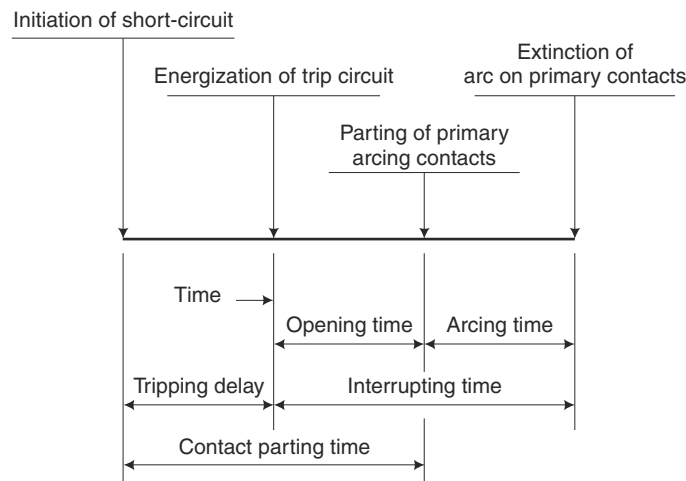 Initiation of short-circuit
Energization of trip circuit
Extinction of
arc on primary contacts
Parting of primary
arcing contacts
Time
Opening time
Arcing time
Tripping delay
Interrupting time
Contact parting time